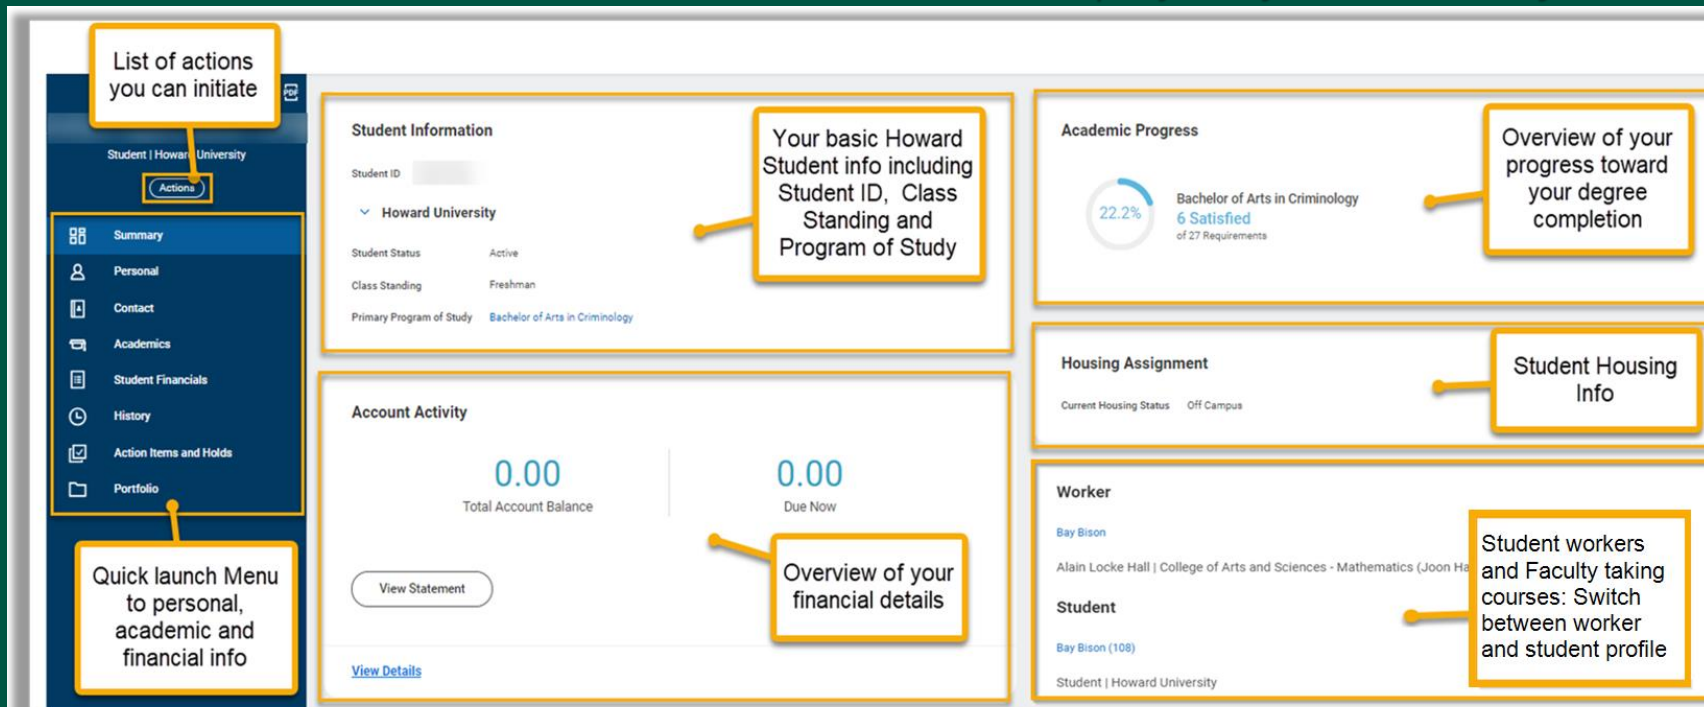 List of actions
you can initiate
PDF
Student | Howard University
Actions
Summary
Personal
Contact
Academics
Student Financials
History
Action Items and Holds
Portfolio
Quick launch Menu
to personal,
academic and
financial info
Student Information
Student ID
Howard University
Student Status Active
Class Standing Freshman
Primary Program of Study Bachelor of Arts in Criminology
Your basic Howard
Student info including
Student ID, Class
Standing and
Program of Study
Account Activity
0.00
Total Account Balance
0.00
Due Now
View Statement
View Details
Overview of your
financial details
Academic Progress
22.2%
Bachelor of Arts in Criminology
6 Satisfied
of 27 Requirements
Overview of your
progress toward
your degree
completion
Housing Assignment
Current Housing Status Off Campus
Student Housing
Info
Worker
Bay Bison
Alain Locke Hall | College of Arts and Sciences - Mathematics (Joon Ha
Student
Bay Bison (108)
Student | Howard University
Student workers
and Faculty taking
courses: Switch
between worker
and student profile